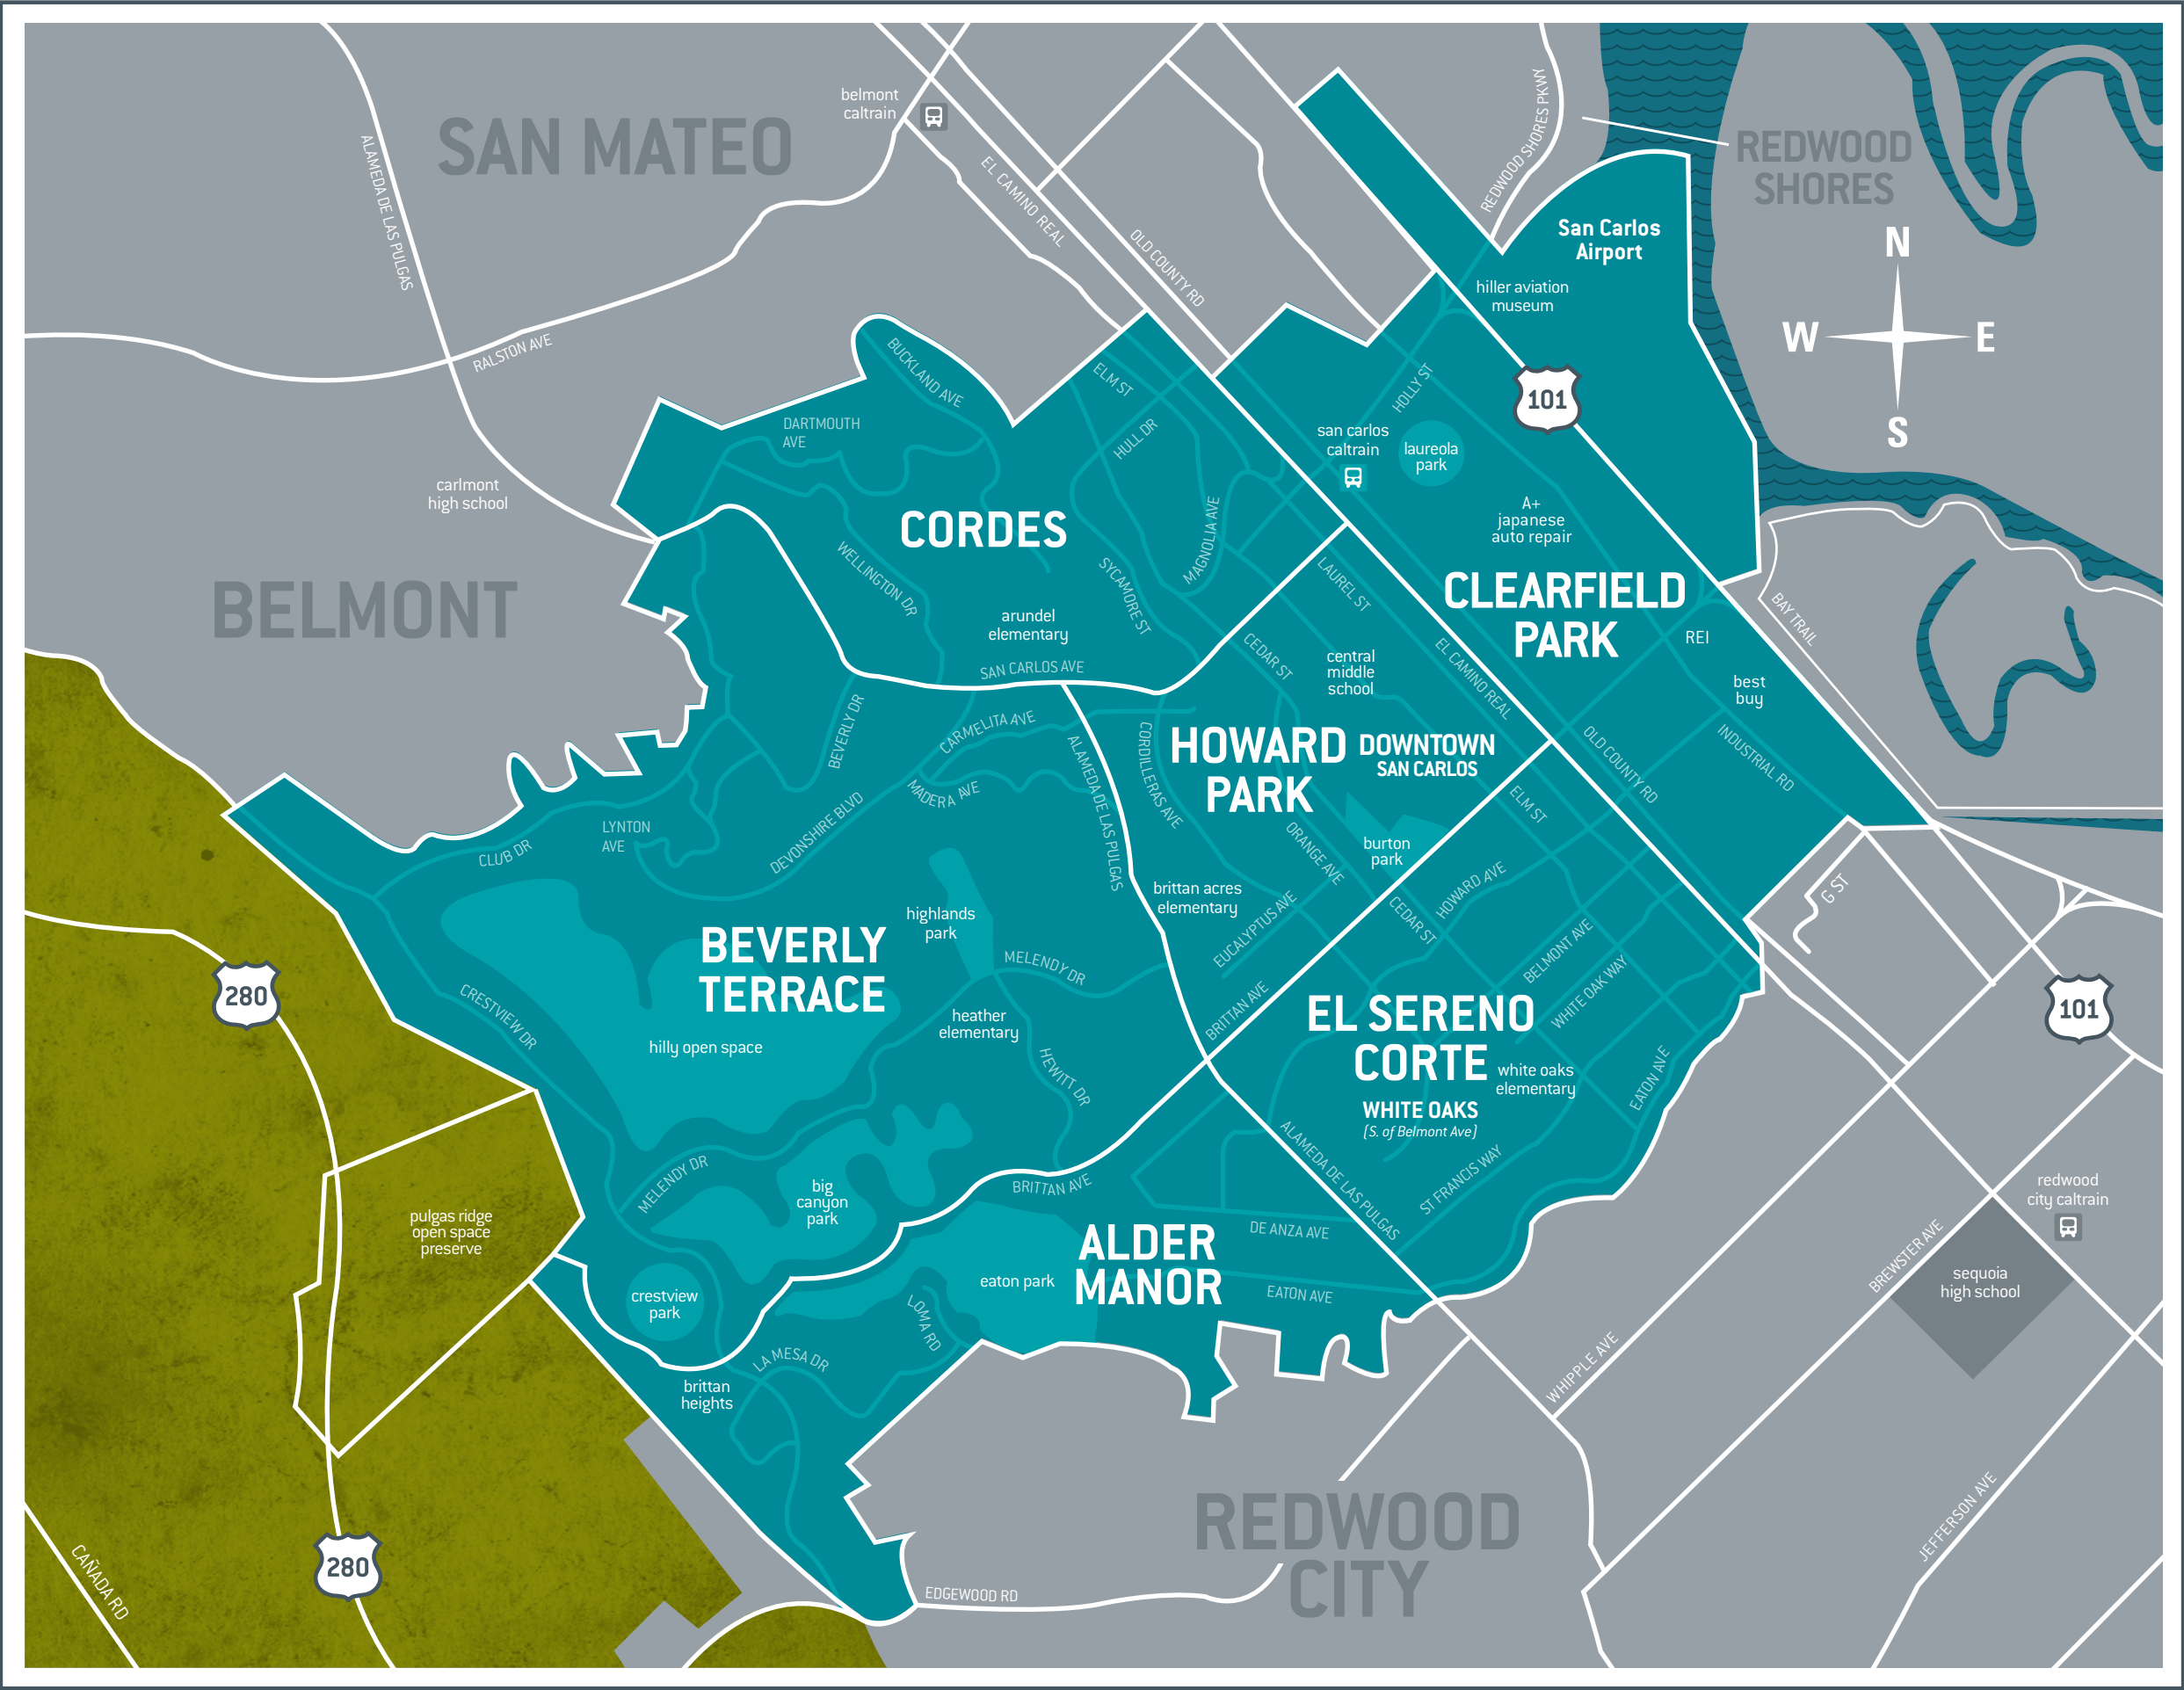 SAN MATEO
belmont
caltrain
ALAMEDA DE LAS PULGAS
RALSTON AVE
EL CAMINO REAL
OLD COUNTY RD
REDWOOD SHORES PKWY
REDWOOD
SHORES
San Carlos
Airport
hiller aviation
museum
N
W
E
S
101
BUCKLAND AVE
DARTMOUTH
AVE
ELM ST
HULL DR
HOLLY ST
san carlos
caltrain
laureola
park
carlmont
high school
A+
japanese
auto repair
CORDES
MAGNOLIA AVE
WELLINGTON DR
SYCAMORE ST
LAUREL ST
CLEARFIELD
PARK
BELMONT
arundel
elementary
SAN CARLOS AVE
CEDAR ST
central
middle
school
EL CAMINO REAL
REI
BAY TRAIL
best
buy
BEVERLY DR
CARMELITA AVE
MADERA AVE
ALAMEDA DE LAS PULGAS
CORDILLERAS AVE
HOWARD
PARK
DOWNTOWN
SAN CARLOS
OLD COUNTY RD
INDUSTRIAL RD
ELM ST
CLUB DR
LYNTON
AVE
DEVONSHIRE BLVD
ORANGE AVE
burton
park
brittan acres
elementary
EUCALYPTUS AVE
CEDAR ST
HOWARD AVE
G ST
highlands
park
BEVERLY
TERRACE
MELENDY DR
BELMONT AVE
WHITE OAK WAY
280
101
CRESTVIEW DR
hilly open space
heather
elementary
HEWITT DR
BRITTAN AVE
EL SERENO
CORTE
white oaks
elementary
WHITE OAKS
(S. of Belmont Ave)
EATON AVE
ALAMEDA DE LAS PULGAS
ST FRANCIS WAY
MELENDY DR
big
canyon
park
BRITTAN AVE
pulgas ridge
open space
preserve
ALDER
MANOR
DE ANZA AVE
eaton park
EATON AVE
crestview
park
LOMA RD
LA MESA DR
brittan
heights
redwood
city caltrain
BREWSTER AVE
sequoia
high school
WHIPPLE AVE
REDWOOD
CITY
JEFFERSON AVE
280
CAÑADA RD
EDGEWOOD RD